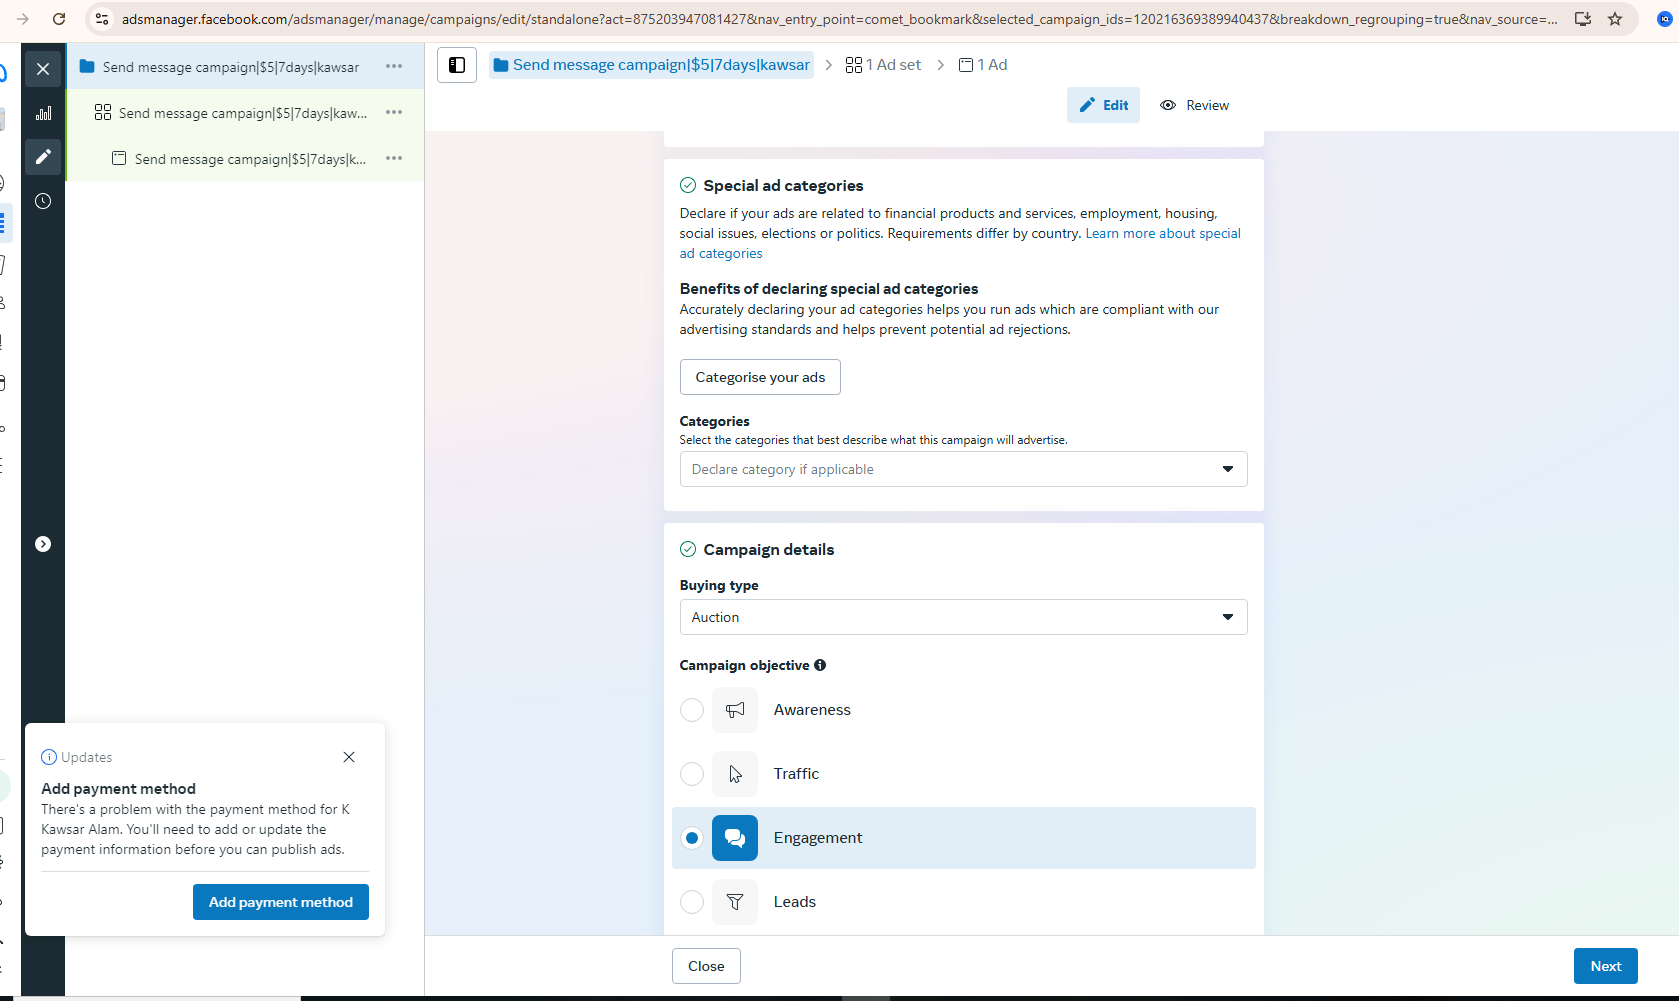 adsmanager.facebook.com/adsmanager/manage/campaigns/edit/standalone?act=875203947081427&nav_entry_point=comet_bookmark&selected_campaign_ids=120216369389940437&breakdown_regrouping=true&nav_source=...
Send message campaign|$5|7days|kawsar
Send message campaign|$5|7days|kaw...
Send message campaign|$5|7days|k...
Send message campaign|$5|7days|kawsar
1 Ad set
1 Ad
Edit
Review
Special ad categories
Declare if your ads are related to financial products and services, employment, housing,
social issues, elections or politics. Requirements differ by country. Learn more about special
ad categories
Benefits of declaring special ad categories
Accurately declaring your ad categories helps you run ads which are compliant with our
advertising standards and helps prevent potential ad rejections.
Categorise your ads
Categories
Select the categories that best describe what this campaign will advertise.
Declare category if applicable
Campaign details
Buying type
Auction
Campaign objective
Awareness
Traffic
Engagement
Leads
Updates
Add payment method
There's a problem with the payment method for K
Kawsar Alam. You'll need to add or update the
payment information before you can publish ads.
Add payment method
Close
Next